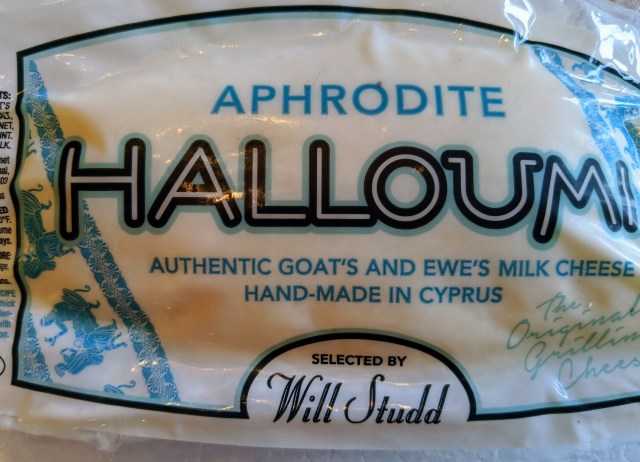 APHRODITE
HALLOUMI
AUTHENTIC GOAT'S AND EWE'S MILK CHEESE
HAND-MADE IN CYPRUS
The
Original
Grilling
Cheese
SELECTED BY
Will Studd